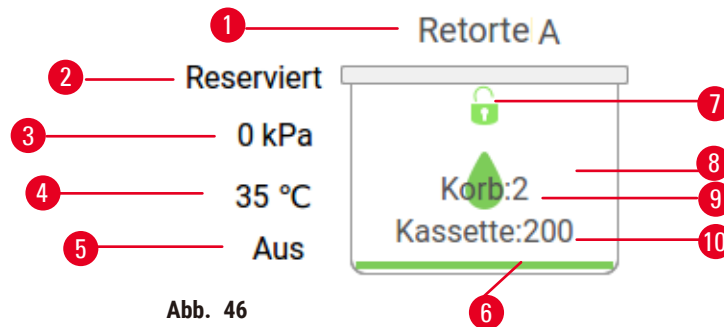 1 Retorte A
2 Reserviert
3 0 kPa
4 35 °C
5 Aus
7
8
Korb:2 9
Kassette:200 10
6
Abb. 46